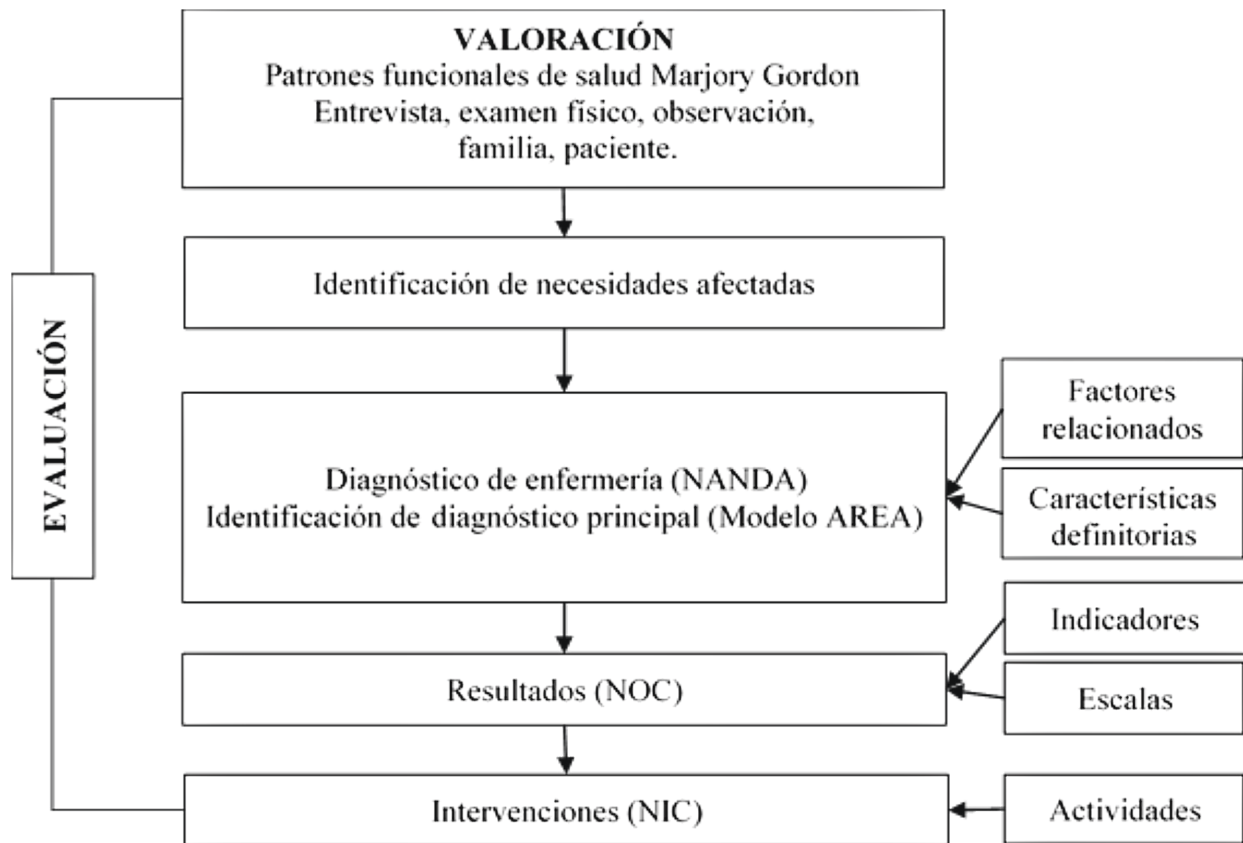 VALORACIÓN
Patrones funcionales de salud Marjory Gordon
Entrevista, examen físico, observación,
familia, paciente.
Identificación de necesidades afectadas
EVALUACIÓN
Diagnóstico de enfermería (NANDA)
Identificación de diagnóstico principal (Modelo AREA)
Factores
relacionados
Características
definitorias
Resultados (NOC)
Indicadores
Escalas
Intervenciones (NIC)
Actividades